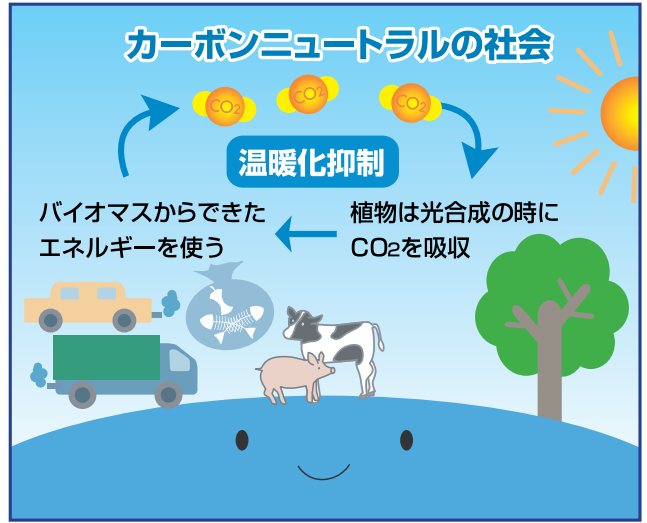 カーボンニュートラルの社会
CO2
CO2
CO2
温暖化抑制
バイオマスからできた
エネルギーを使う
植物は光合成の時に
CO2を吸収